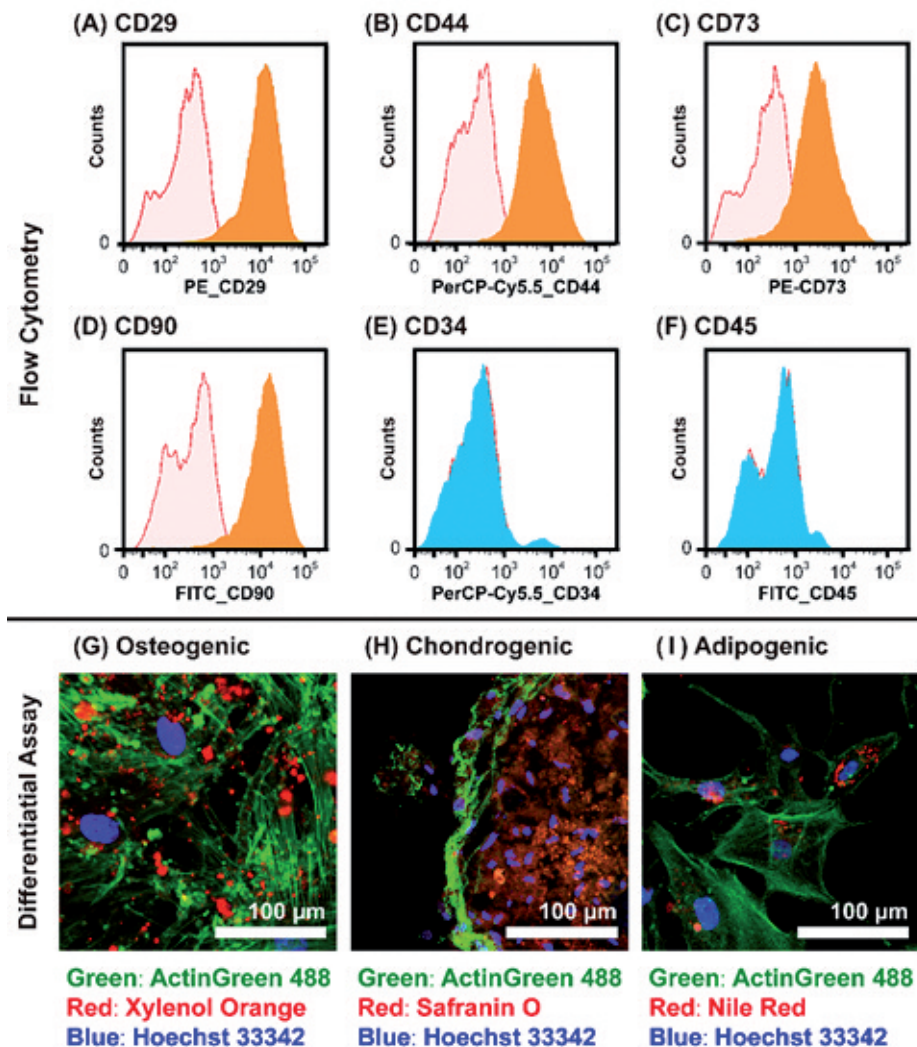 (A) CD29
(B) CD44
(C) CD73
Flow Cytometry
Counts
0
0 10² 10³ 10⁴ 10⁵
PE_CD29
Counts
0
0 10² 10³ 10⁴ 10⁵
PerCP-Cy5.5_CD44
Counts
0
0 10² 10³ 10⁴ 10⁵
PE-CD73
(D) CD90
(E) CD34
(F) CD45
Counts
0
0 10² 10³ 10⁴ 10⁵
FITC_CD90
Counts
0
0 10² 10³ 10⁴ 10⁵
PerCP-Cy5.5_CD34
Counts
0
0 10² 10³ 10⁴ 10⁵
FITC_CD45
Differentiatial Assay
(G) Osteogenic
(H) Chondrogenic
(I) Adipogenic
100 µm
100 µm
100 µm
Green: ActinGreen 488
Red: Xylenol Orange
Blue: Hoechst 33342
Green: ActinGreen 488
Red: Safranin O
Blue: Hoechst 33342
Green: ActinGreen 488
Red: Nile Red
Blue: Hoechst 33342